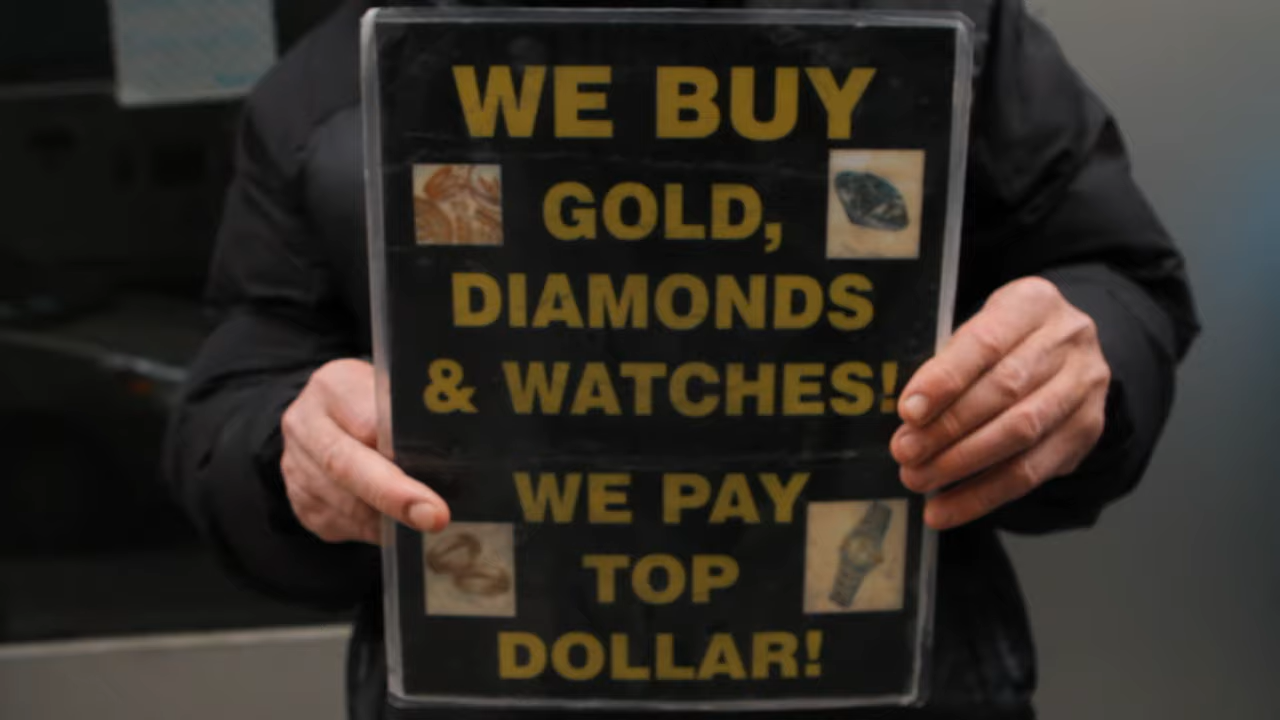 WE BUY
GOLD,
DIAMONDS
& WATCHES!
WE PAY
TOP
DOLLAR!